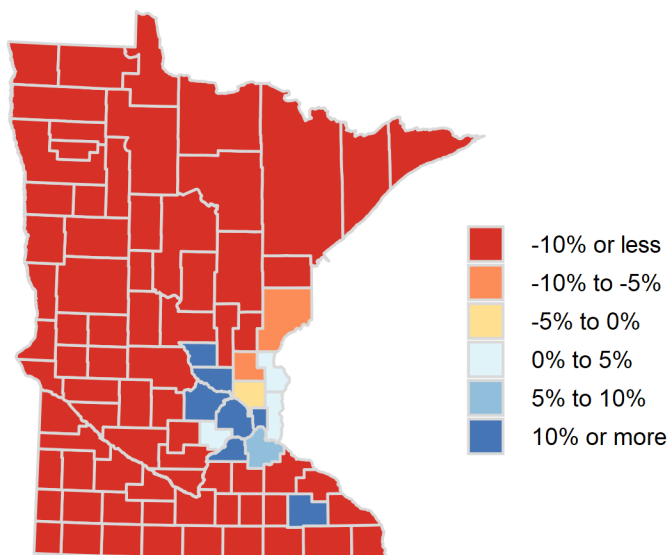 -10% or less
-10% to -5%
-5% to 0%
0% to 5%
5% to 10%
10% or more